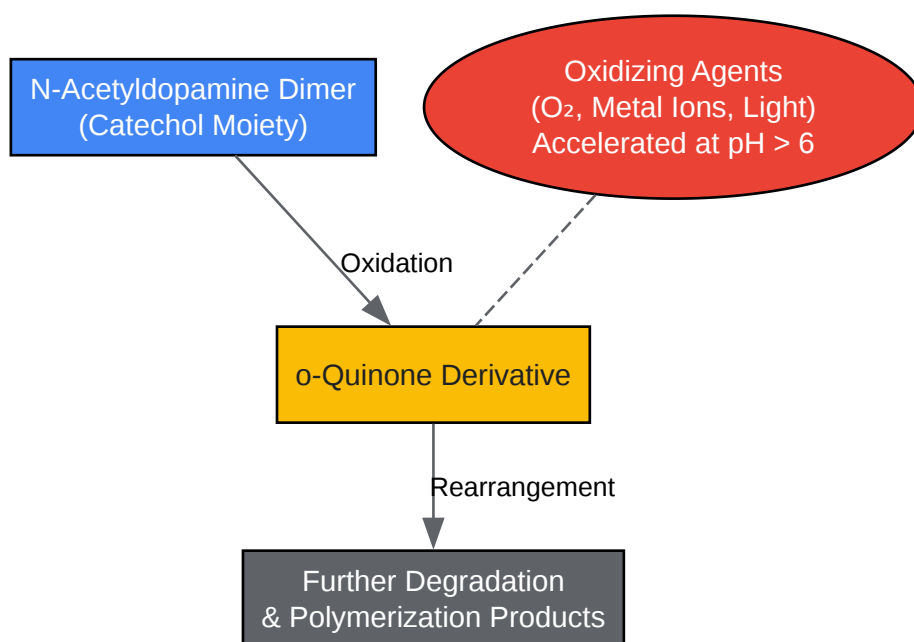 N-Acetyldopamine Dimer
(Catechol Moiety)
Oxidizing Agents
(O₂, Metal Ions, Light)
Accelerated at pH > 6
Oxidation
o-Quinone Derivative
Rearrangement
Further Degradation
& Polymerization Products